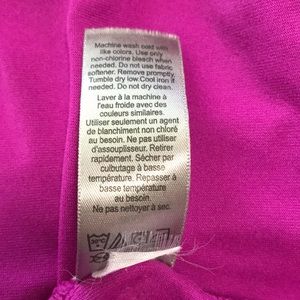 Machine wash cold with
like colors. Use only
non-chlorine bleach when
needed. Do not use fabric
softener. Remove promptly.
Tumble dry low.Cool iron if
needed. Do not dry clean.
Laver à la machine à
l'eau froide avec des
couleurs similaires.
Utiliser seulement un agent
de blanchiment non chloré
au besoin. Ne pas utiliser
d'assouplisseur. Retirer
rapidement. Sécher par
culbutage à basse
température. Repasser à
basse température
au besoin.
Ne pas nettoyer à sec.